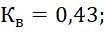 Кв = 0,43;